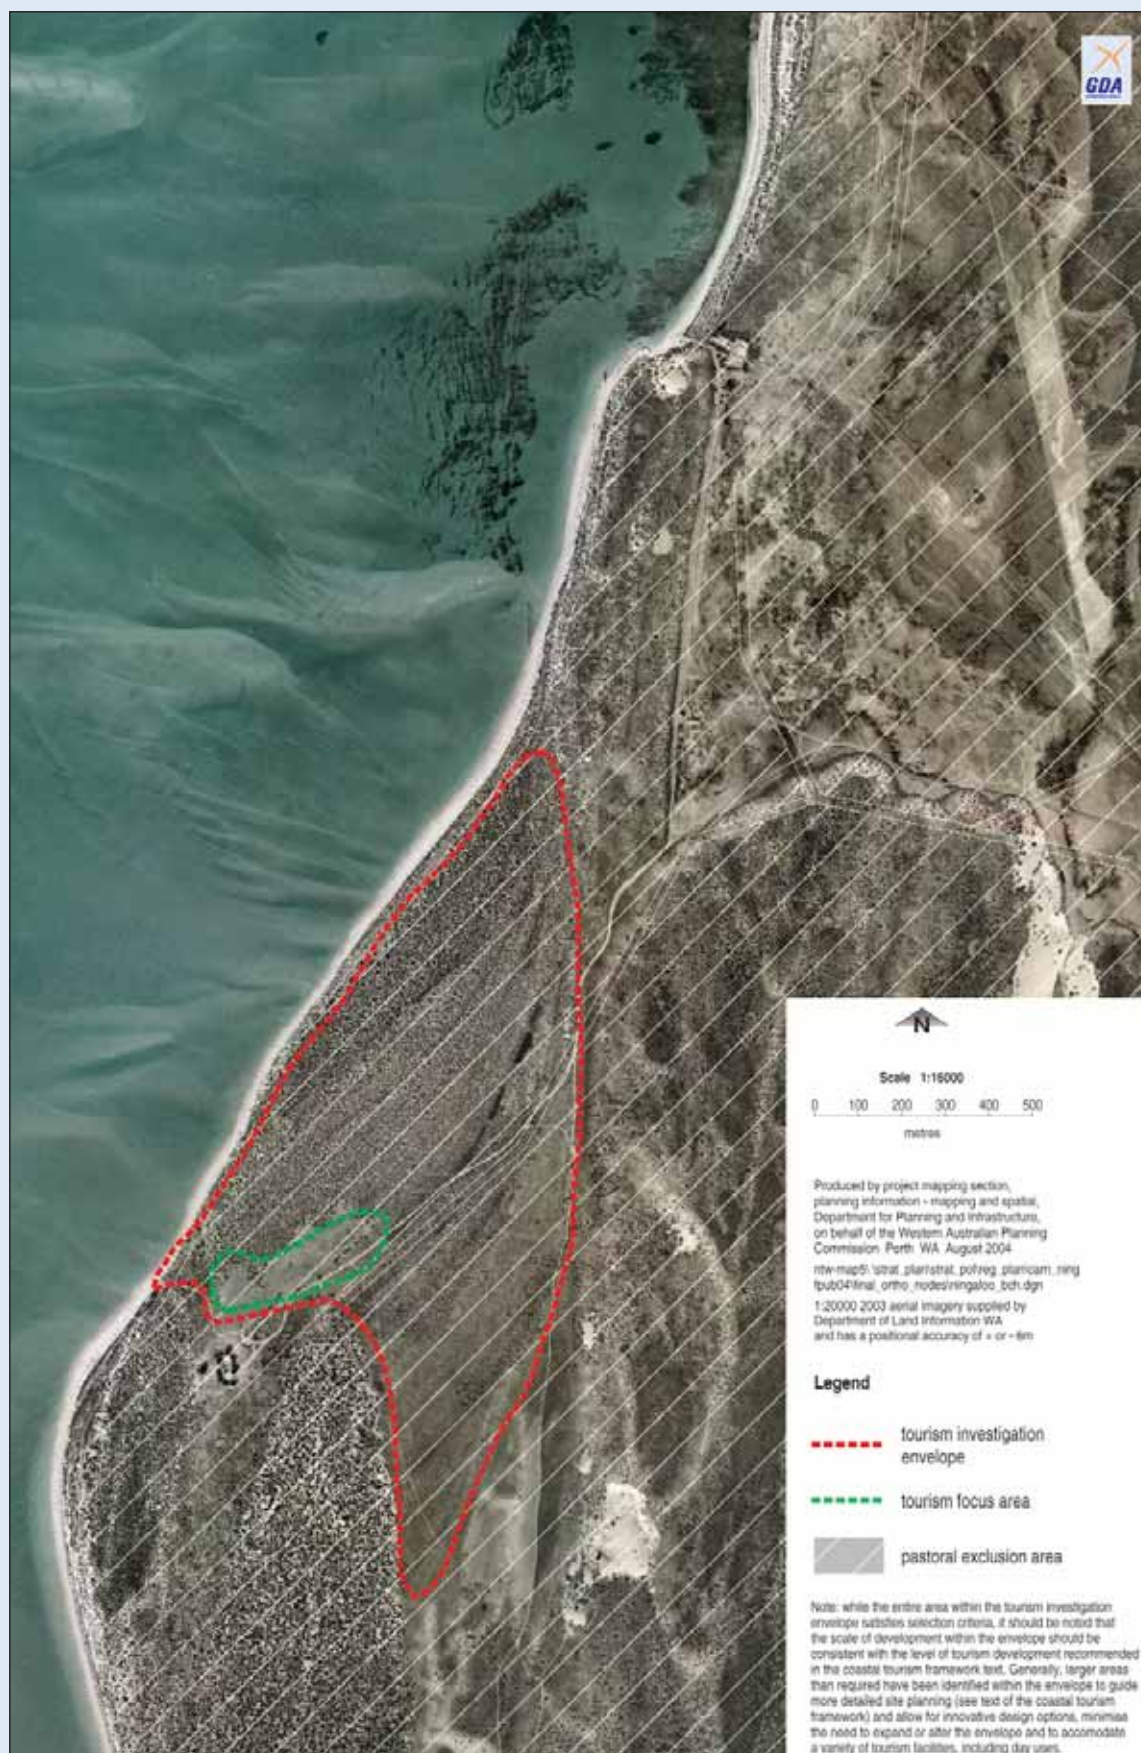 GDA
N
Scale 1:16000
0 100 200 300 400 500
metres
Produced by project mapping section,
planning information - mapping and spatial,
Department for Planning and Infrastructure,
on behalf of the Western Australian Planning
Commission Perth WA August 2004
1:20000 2003 aerial imagery supplied by
Department of Land Information WA
and has a positional accuracy of + or - 6m
Legend
tourism investigation
envelope
tourism focus area
pastoral exclusion area
Note: while the entire area within the tourism investigation
envelope satisfies selection criteria, it should be noted that
the scale of development within the envelope should be
consistent with the level of tourism development recommended
in the coastal tourism framework text. Generally, larger areas
than required have been identified within the envelope to guide
more detailed site planning (see text of the coastal tourism
framework) and allow for innovative design options, minimise
the need to expand or alter the envelope and to accomodate
a variety of tourism facilities, including day uses.